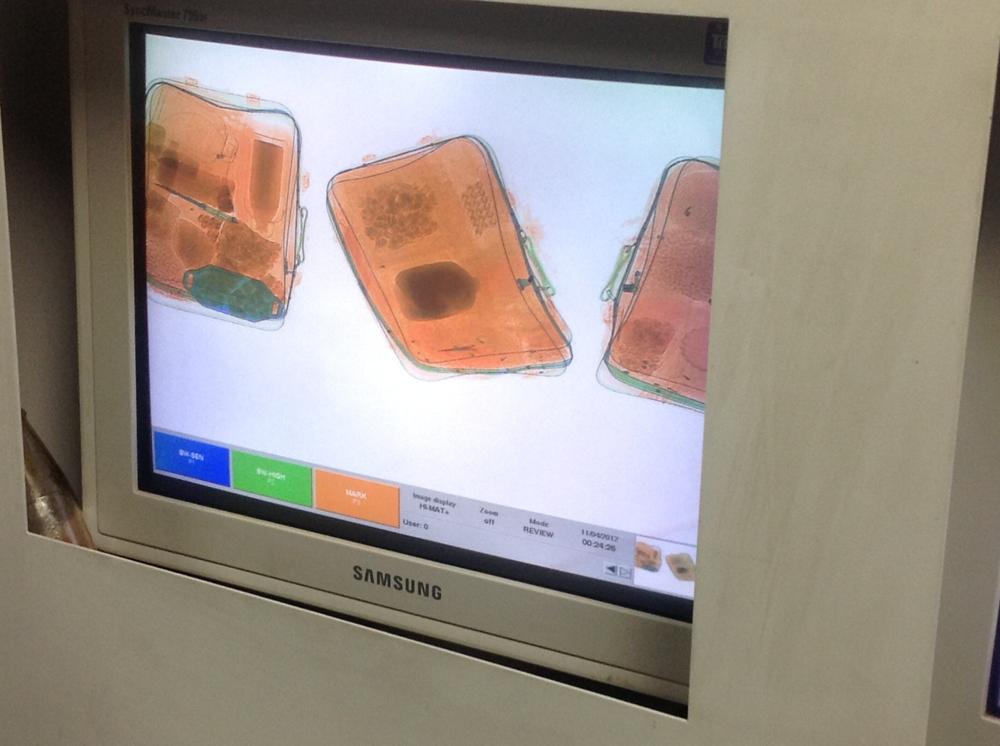 SyncMaster
BW-SEN
P1
BW-HIGH
P2
MARK
P3
Image display
HI-MAT+
Zoom
off
Mode
REVIEW
11/04/2012
00:24:26
User: 0
SAMSUNG